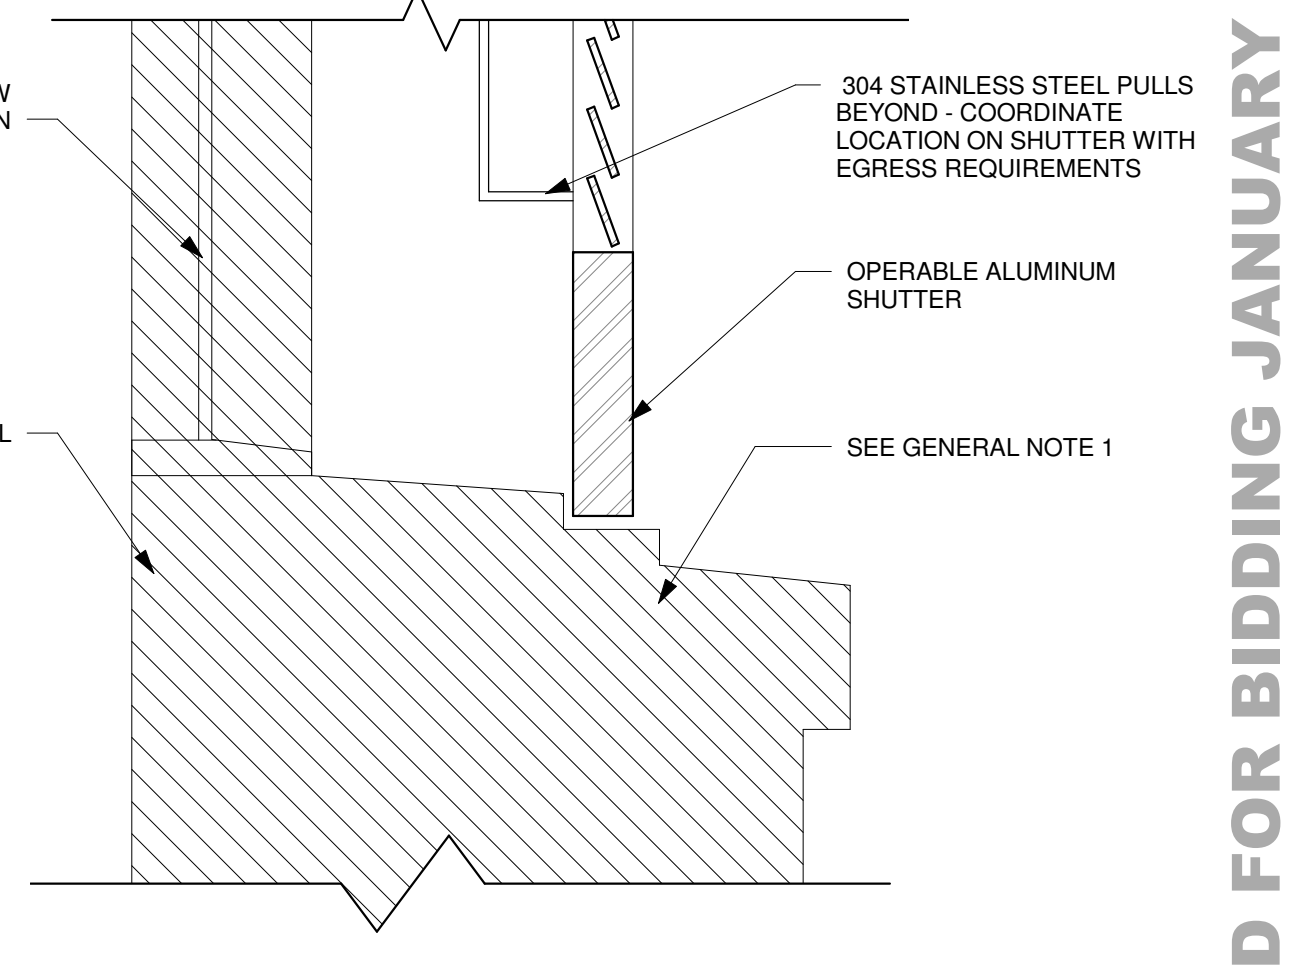 304 STAINLESS STEEL PULLS
BEYOND - COORDINATE
LOCATION ON SHUTTER WITH
EGRESS REQUIREMENTS
OPERABLE ALUMINUM
SHUTTER
SEE GENERAL NOTE 1
W
N
L
D FOR BIDDING JANUARY